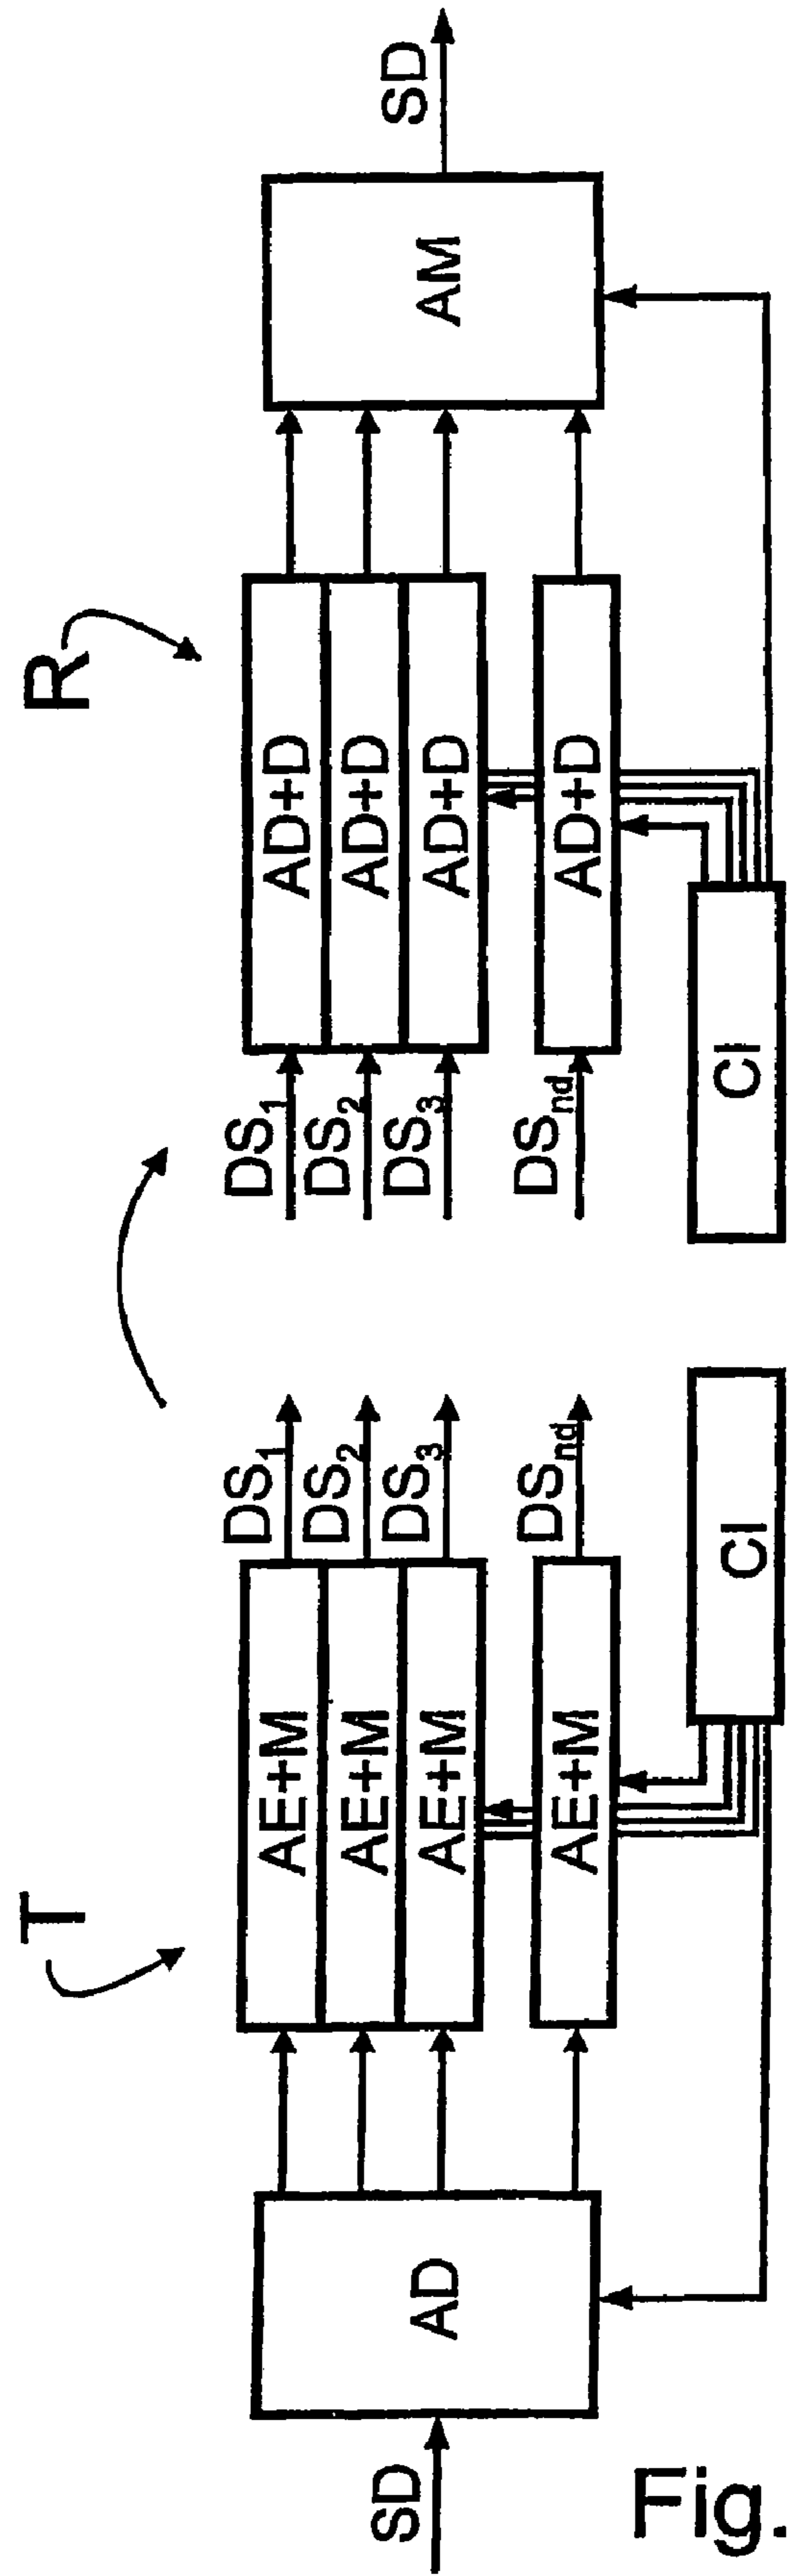 T
R
SD
AD
AE+M
AE+M
AE+M
AE+M
DS1
DS2
DS3
DSnd
CI
DS1
DS2
DS3
DSnd
AD+D
AD+D
AD+D
AD+D
CI
AM
SD
Fig.